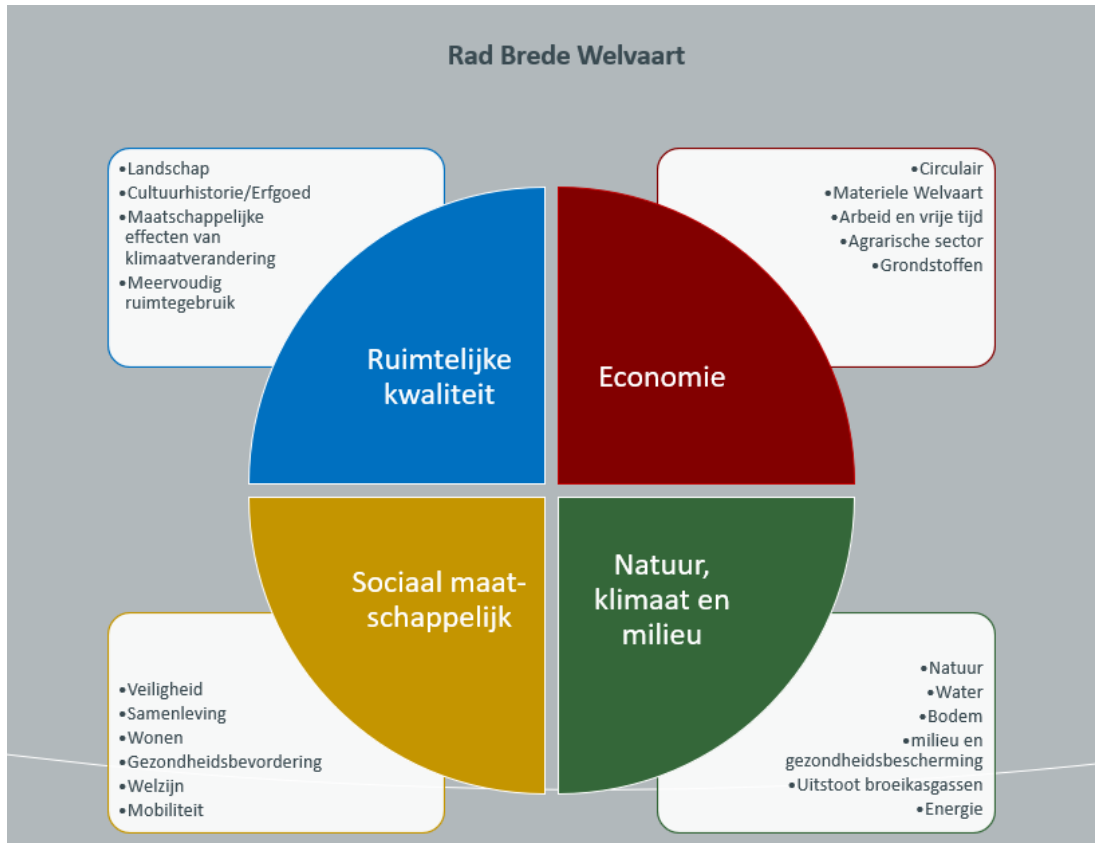 Rad Brede Welvaart
•Landschap
•Cultuurhistorie/Erfgoed
•Maatschappelijke
effecten van
klimaatverandering
•Meervoudig
ruimtegebruik
•Circulair
•Materiele Welvaart
•Arbeid en vrije tijd
•Agrarische sector
•Grondstoffen
Ruimtelijke
kwaliteit
Economie
Sociaal maat-
schappelijk
Natuur,
klimaat en
milieu
•Veiligheid
•Samenleving
•Wonen
•Gezondheidsbevordering
•Welzijn
•Mobiliteit
•Natuur
•Water
•Bodem
•milieu en
gezondheidsbescherming
•Uitstoot broeikasgassen
•Energie